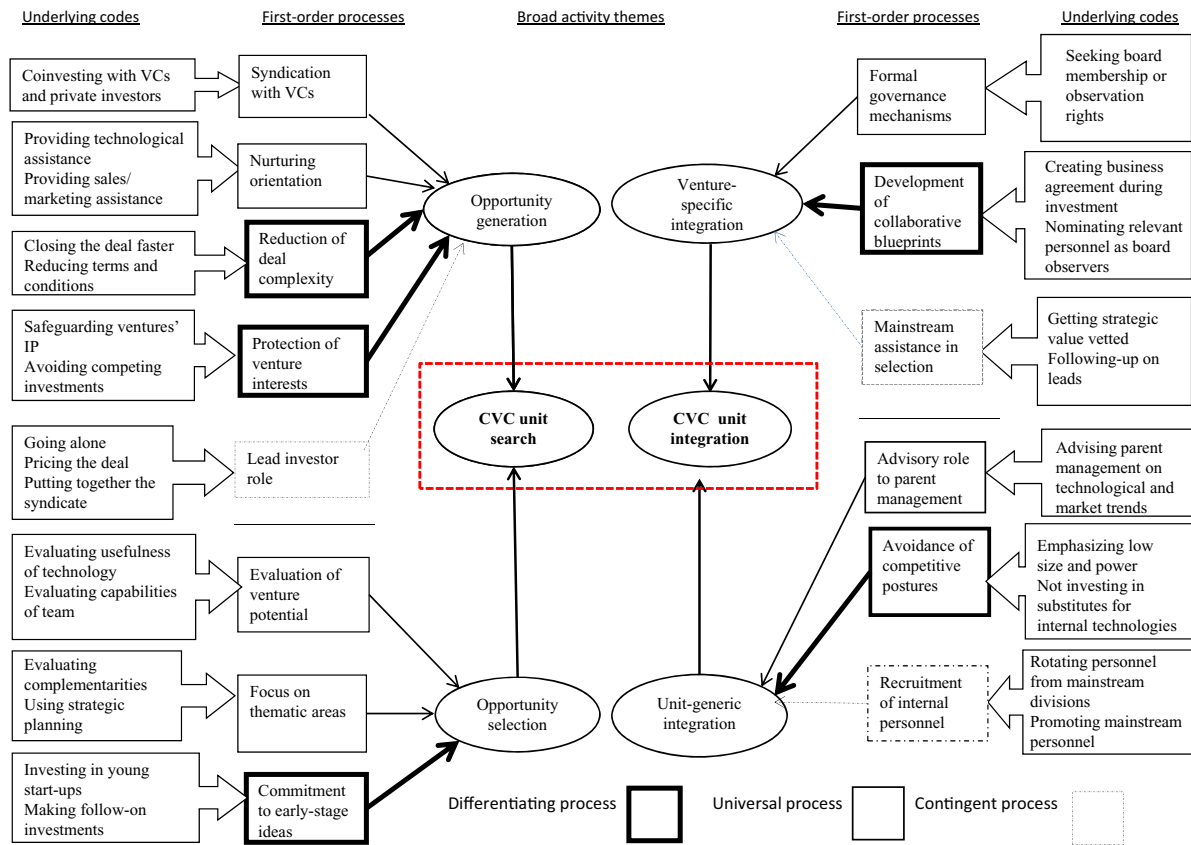 Underlying codes
First-order processes
Broad activity themes
First-order processes
Underlying codes
Coinvesting with VCs
and private investors
Syndication
with VCs
Providing technological
assistance
Providing sales/
marketing assistance
Nurturing
orientation
Closing the deal faster
Reducing terms and
conditions
Reduction of
deal complexity
Safeguarding ventures’
IP
Avoiding competing
investments
Protection of
venture interests
Going alone
Pricing the deal
Putting together the
syndicate
Lead investor
role
Evaluating usefulness
of technology
Evaluating capabilities
of team
Evaluation of
venture
potential
Evaluating
complementarities
Using strategic
planning
Focus on
thematic areas
Investing in young
start-ups
Making follow-on
investments
Commitment
to early-stage
ideas
Opportunity
generation
Venture-
specific
integration
CVC unit
search
CVC unit
integration
Opportunity
selection
Unit-generic
integration
Formal
governance
mechanisms
Seeking board
membership or
observation
rights
Development
of
collaborative
blueprints
Creating business
agreement during
investment
Nominating relevant
personnel as board
observers
Mainstream
assistance in
selection
Getting strategic
value vetted
Following-up on
leads
Advisory role
to parent
management
Advising parent
management on
technological and
market trends
Avoidance of
competitive
postures
Emphasizing low
size and power
Not investing in
substitutes for
internal technologies
Recruitment
of internal
personnel
Rotating personnel
from mainstream
divisions
Promoting mainstream
personnel
Differentiating process
Universal process
Contingent process